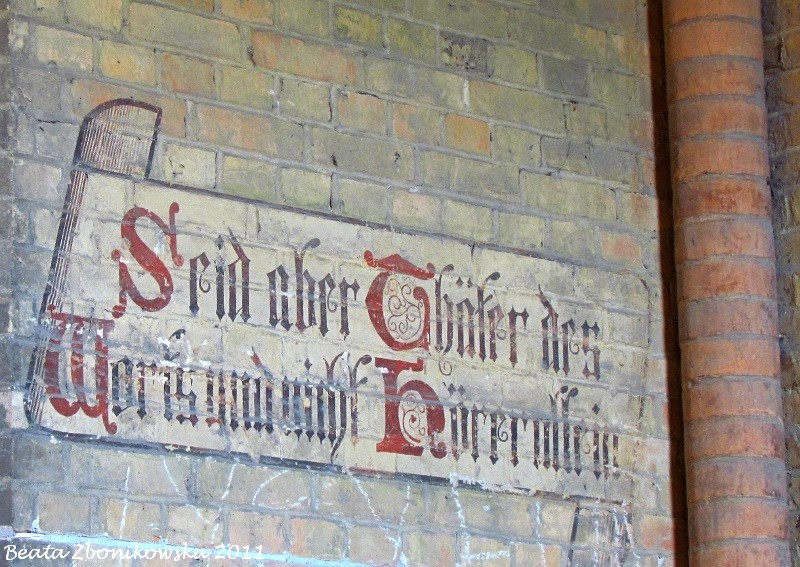 Seid aber Thäter des
Worts und nicht Hörer allein
Beata Zbonikowska 2011